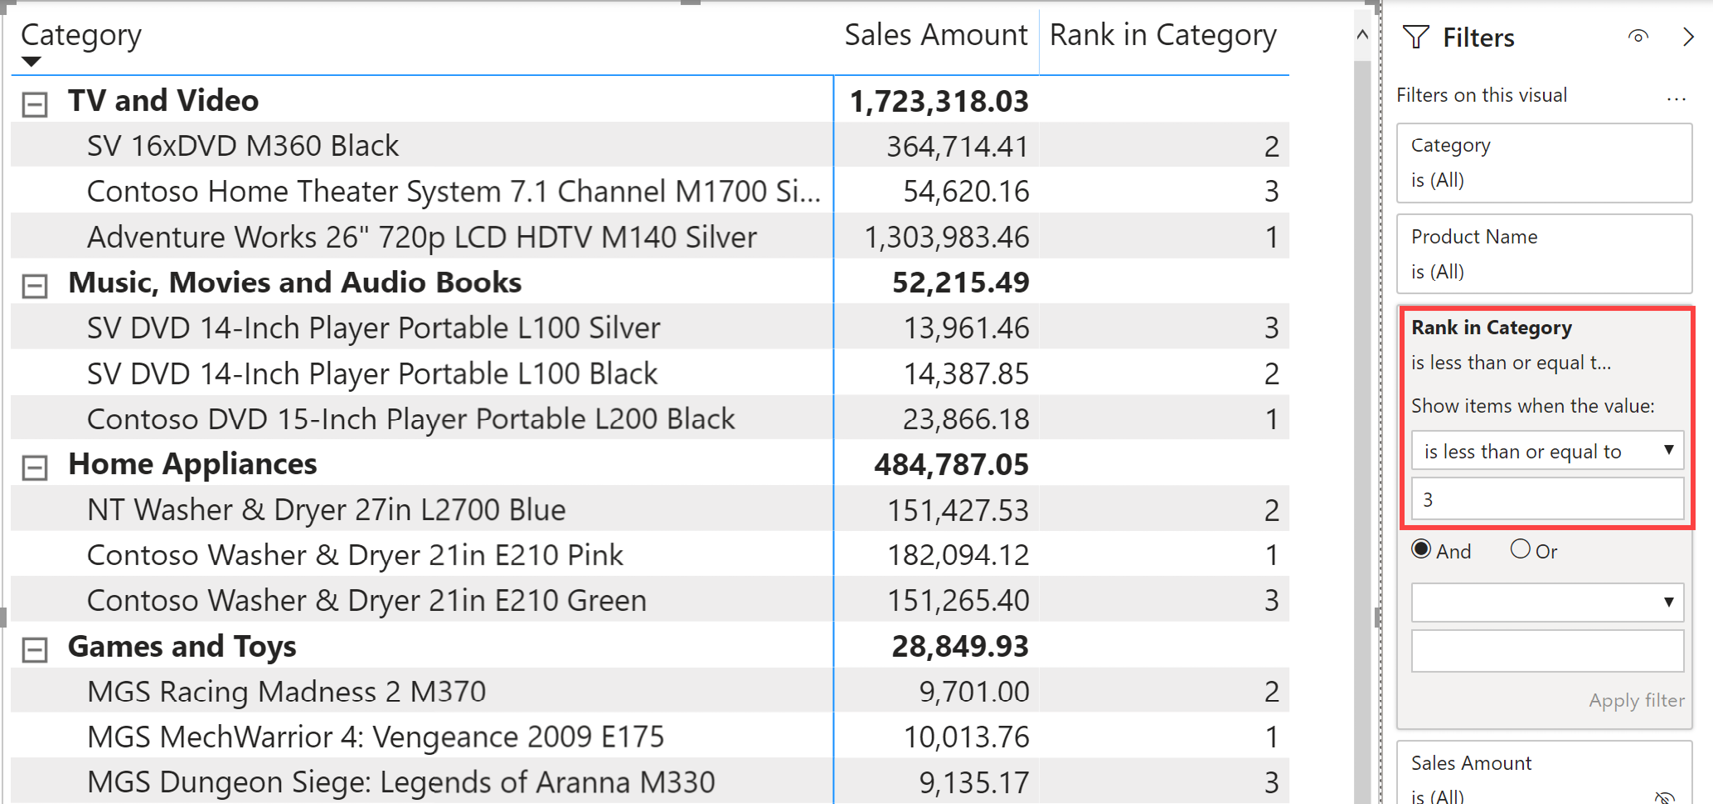 Category Sales Amount Rank in Category
TV and Video 1,723,318.03
SV 16xDVD M360 Black 364,714.41 2
Contoso Home Theater System 7.1 Channel M1700 Si... 54,620.16 3
Adventure Works 26" 720p LCD HDTV M140 Silver 1,303,983.46 1
Music, Movies and Audio Books 52,215.49
SV DVD 14-Inch Player Portable L100 Silver 13,961.46 3
SV DVD 14-Inch Player Portable L100 Black 14,387.85 2
Contoso DVD 15-Inch Player Portable L200 Black 23,866.18 1
Home Appliances 484,787.05
NT Washer & Dryer 27in L2700 Blue 151,427.53 2
Contoso Washer & Dryer 21in E210 Pink 182,094.12 1
Contoso Washer & Dryer 21in E210 Green 151,265.40 3
Games and Toys 28,849.93
MGS Racing Madness 2 M370 9,701.00 2
MGS MechWarrior 4: Vengeance 2009 E175 10,013.76 1
MGS Dungeon Siege: Legends of Aranna M330 9,135.17 3
Filters
Filters on this visual ...
Category
is (All)
Product Name
is (All)
Rank in Category
is less than or equal t...
Show items when the value:
is less than or equal to
3
And Or
Apply filter
Sales Amount
is (All)